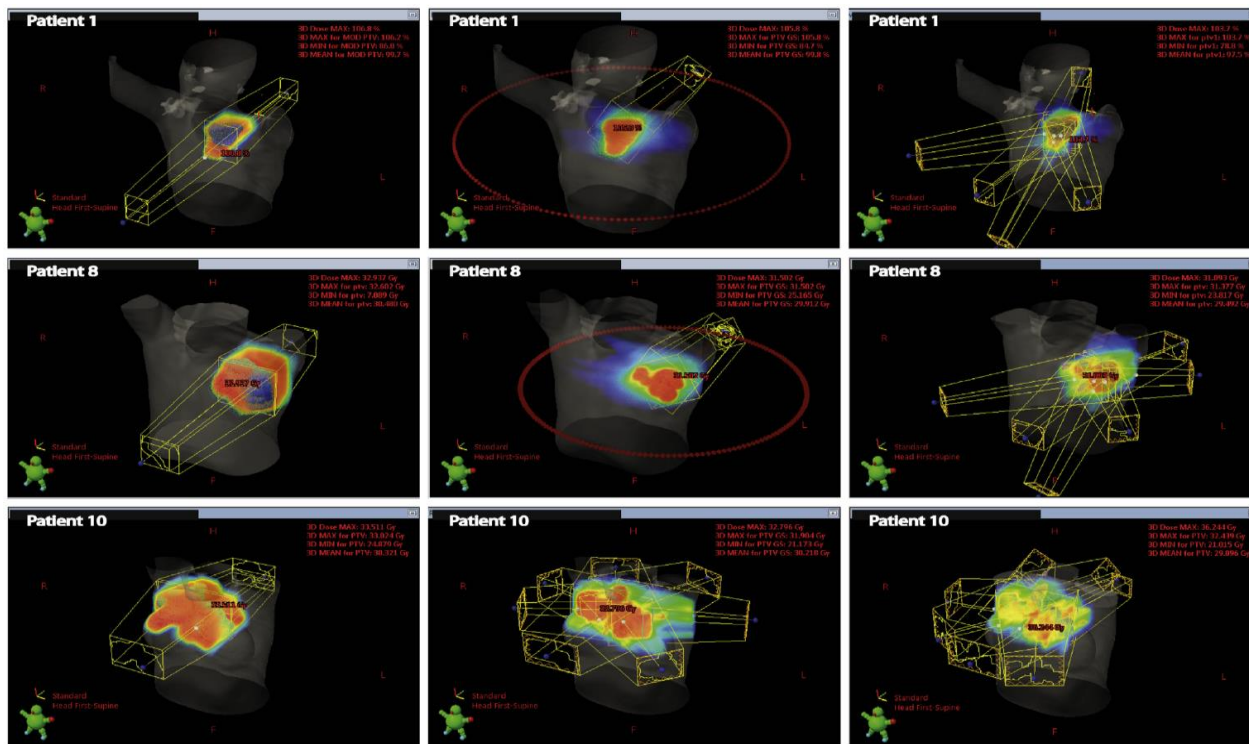 Patient 1
3D Dose MAX: 106.8 %
3D MAX for MOD PTV: 106.2 %
3D MIN for MOD PTV: 86.8 %
3D MEAN for MOD PTV: 99.7 %
H
R
L
Standard
Head First-Supine
F
Patient 1
3D Dose MAX: 105.8 %
3D MAX for PTV GS: 105.8 %
3D MIN for PTV GS: 84.7 %
3D MEAN for PTV GS: 99.8 %
R
L
Standard
Head First-Supine
F
Patient 1
3D Dose MAX: 103.7 %
3D MAX for ptv1: 103.7 %
3D MIN for ptv1: 78.8 %
3D MEAN for ptv1: 97.5 %
H
R
L
Standard
Head First-Supine
F
Patient 8
3D Dose MAX: 32.937 Gy
3D MAX for ptv: 32.602 Gy
3D MIN for ptv: 7.889 Gy
3D MEAN for ptv: 30.480 Gy
H
R
L
Standard
Head First-Supine
F
Patient 8
3D Dose MAX: 31.502 Gy
3D MAX for PTV GS: 31.502 Gy
3D MIN for PTV GS: 25.165 Gy
3D MEAN for PTV GS: 29.912 Gy
H
R
L
Standard
Head First-Supine
F
Patient 8
3D Dose MAX: 31.893 Gy
3D MAX for ptv: 31.377 Gy
3D MIN for ptv: 23.817 Gy
3D MEAN for ptv: 29.492 Gy
H
R
L
Standard
Head First-Supine
F
Patient 10
3D Dose MAX: 33.511 Gy
3D MAX for PTV: 33.024 Gy
3D MIN for PTV: 24.079 Gy
3D MEAN for PTV: 30.321 Gy
H
R
33.511 Gy
L
Standard
Head First-Supine
F
Patient 10
3D Dose MAX: 32.796 Gy
3D MAX for PTV GS: 31.904 Gy
3D MIN for PTV GS: 21.173 Gy
3D MEAN for PTV GS: 30.218 Gy
H
R
32.796 Gy
L
Standard
Head First-Supine
F
Patient 10
3D Dose MAX: 36.244 Gy
3D MAX for PTV: 32.439 Gy
3D MIN for PTV: 21.015 Gy
3D MEAN for PTV: 29.896 Gy
H
R
36.244 Gy
L
Standard
Head First-Supine
F